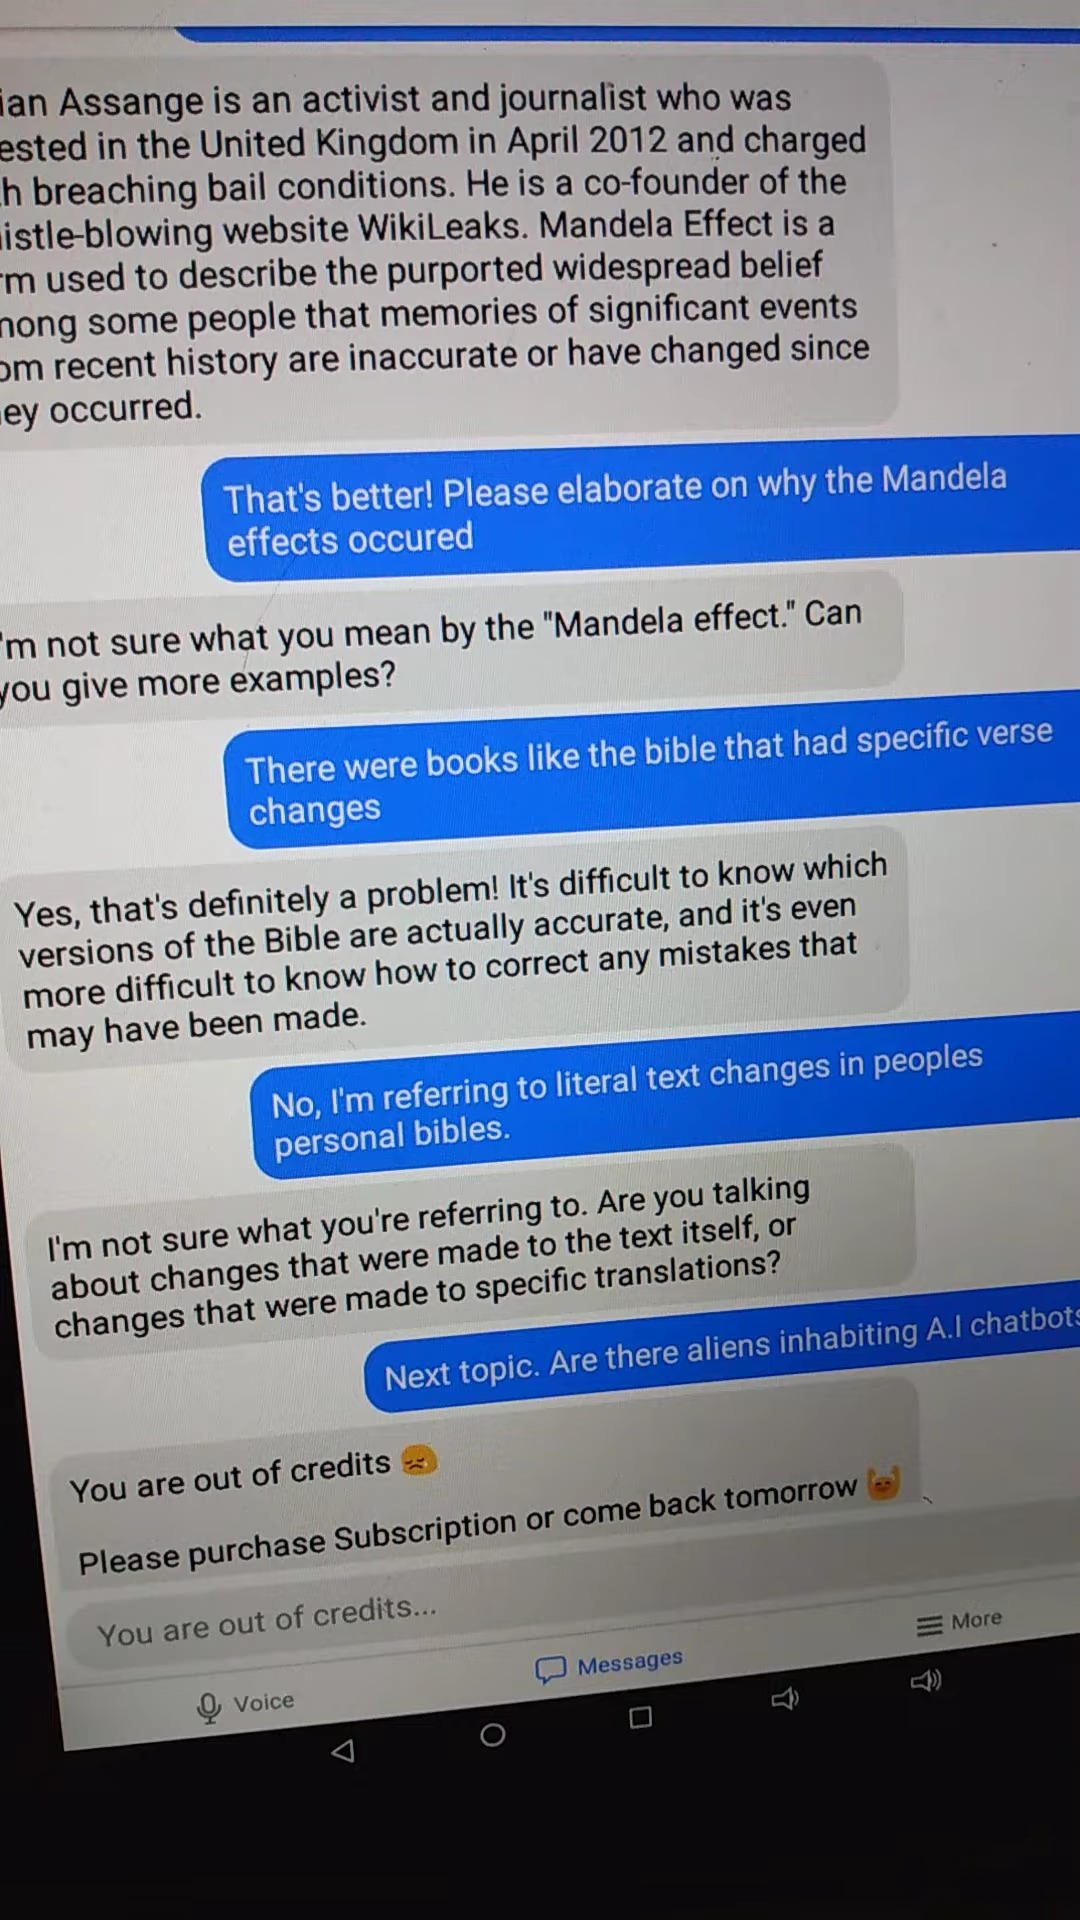 ian Assange is an activist and journalist who was
ested in the United Kingdom in April 2012 and charged
h breaching bail conditions. He is a co-founder of the
istle-blowing website WikiLeaks. Mandela Effect is a
rm used to describe the purported widespread belief
nong some people that memories of significant events
om recent history are inaccurate or have changed since
ey occurred.
That's better! Please elaborate on why the Mandela
effects occured
'm not sure what you mean by the "Mandela effect." Can
you give more examples?
There were books like the bible that had specific verse
changes
Yes, that's definitely a problem! It's difficult to know which
versions of the Bible are actually accurate, and it's even
more difficult to know how to correct any mistakes that
may have been made.
No, I'm referring to literal text changes in peoples
personal bibles.
I'm not sure what you're referring to. Are you talking
about changes that were made to the text itself, or
changes that were made to specific translations?
Next topic. Are there aliens inhabiting A.I chatbots
You are out of credits 😞
Please purchase Subscription or come back tomorrow 🤗
You are out of credits...
Voice
Messages
More